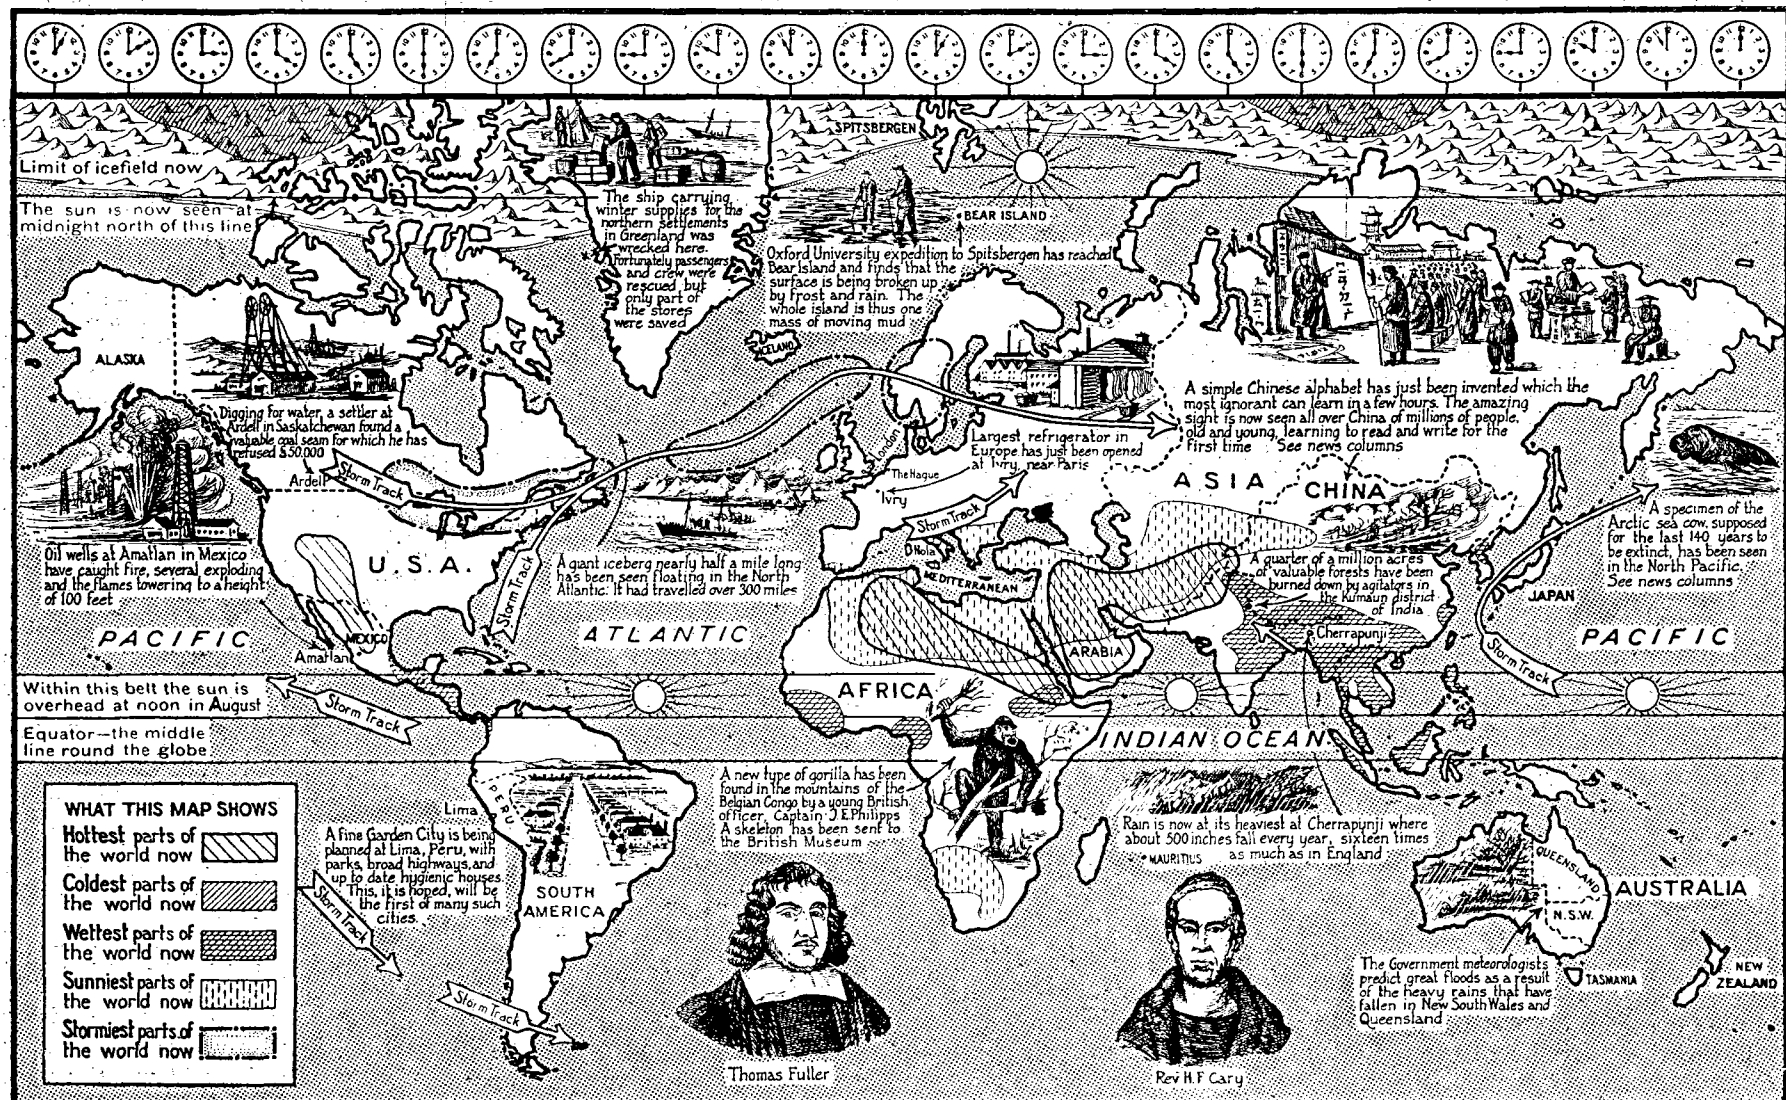 Limit of icefield now
The sun is now seen at
midnight north of this line
ALASKA
Digging for water, a settler at
Ardell in Saskatchewan found a
valuable coal seam for which he has
refused $50,000
Ardell
Storm Track
Oil wells at Amatlan in Mexico
have caught fire, several exploding
and the flames towering to a height
of 100 feet
U.S.A.
PACIFIC
MEXICO
Amatlan
Storm Track
The ship carrying
winter supplies for the
northern settlements
in Greenland was
wrecked here.
Fortunately passengers
and crew were
rescued but
only part of
the stores
were saved
SPITSBERGEN
BEAR ISLAND
Oxford University expedition to Spitsbergen has reached
Bear Island and finds that the
surface is being broken up
by frost and rain. The
whole island is thus one
mass of moving mud
ICELAND
A giant iceberg nearly half a mile long
has been seen floating in the North
Atlantic. It had travelled over 300 miles
ATLANTIC
London
The Hague
Ivry
Largest refrigerator in
Europe has just been opened
at Ivry, near Paris
Storm Track
Nola
MEDITERRANEAN
A simple Chinese alphabet has just been invented which the
most ignorant can learn in a few hours. The amazing
sight is now seen all over China of millions of people,
old and young, learning to read and write for the
first time See news columns
ASIA
CHINA
A quarter of a million acres
of valuable forests have been
burned down by agitators in
the Kumaun district
of India
Cherrapunji
ARABIA
JAPAN
A specimen of the
Arctic sea cow, supposed
for the last 140 years to
be extinct, has been seen
in the North Pacific.
See news columns
PACIFIC
Storm Track
Within this belt the sun is
overhead at noon in August
Storm Track
Equator—the middle
line round the globe
AFRICA
INDIAN OCEAN
WHAT THIS MAP SHOWS
Hottest parts of
the world now
Coldest parts of
the world now
Wettest parts of
the world now
Sunniest parts of
the world now
Stormiest parts of
the world now
Storm Track
Lima
PERU
A fine Garden City is being
planned at Lima, Peru, with
parks, broad highways, and
up to date hygienic houses.
This, it is hoped, will be
the first of many such
cities.
SOUTH
AMERICA
Storm Track
A new type of gorilla has been
found in the mountains of the
Belgian Congo by a young British
officer, Captain J.E Philipps
A skeleton has been sent to
the British Museum
Rain is now at its heaviest at Cherrapunji where
about 500 inches fall every year, sixteen times
as much as in England
MAURITIUS
QUEENSLAND
AUSTRALIA
N.S.W.
The Government meteorologists
predict great floods as a result
of the heavy rains that have
fallen in New South Wales and
Queensland
TASMANIA
NEW
ZEALAND
Thomas Fuller
Rev H. F Cary